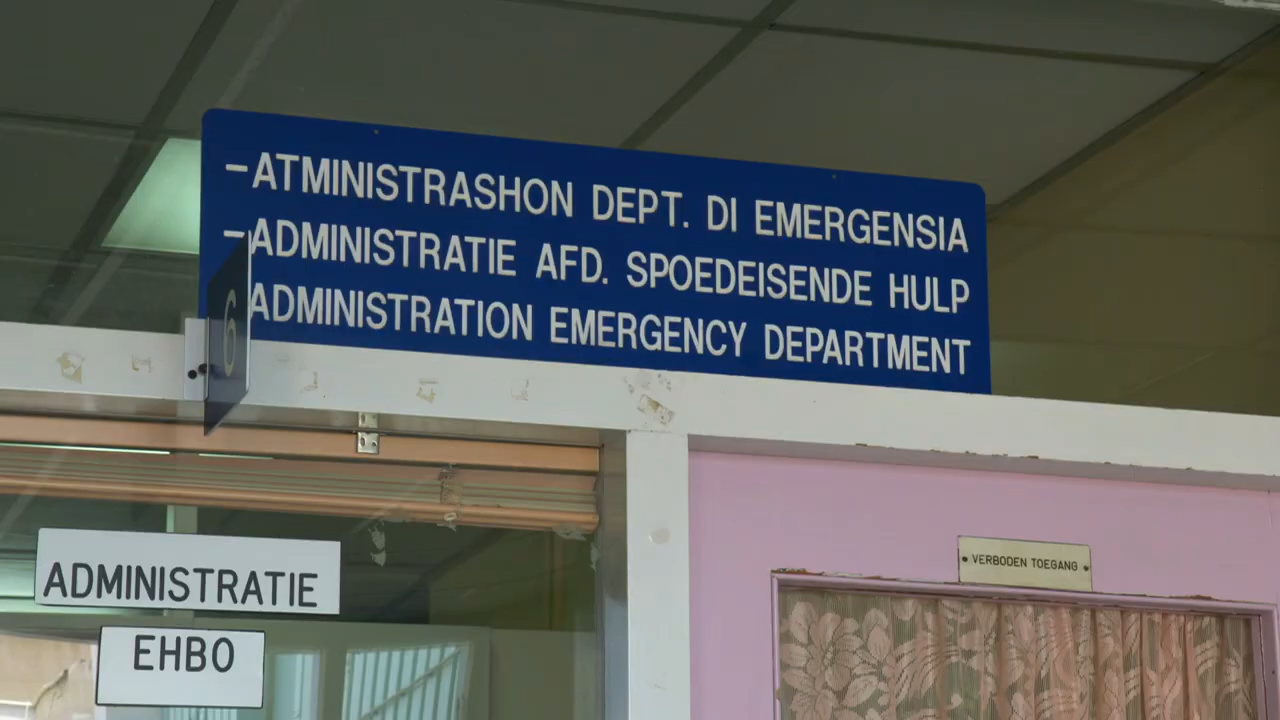 -ATMINISTRASHON DEPT. DI EMERGENSIA
-ADMINISTRATIE AFD. SPOEDEISENDE HULP
ADMINISTRATION EMERGENCY DEPARTMENT
6
VERBODEN TOEGANG
ADMINISTRATIE
EHBO